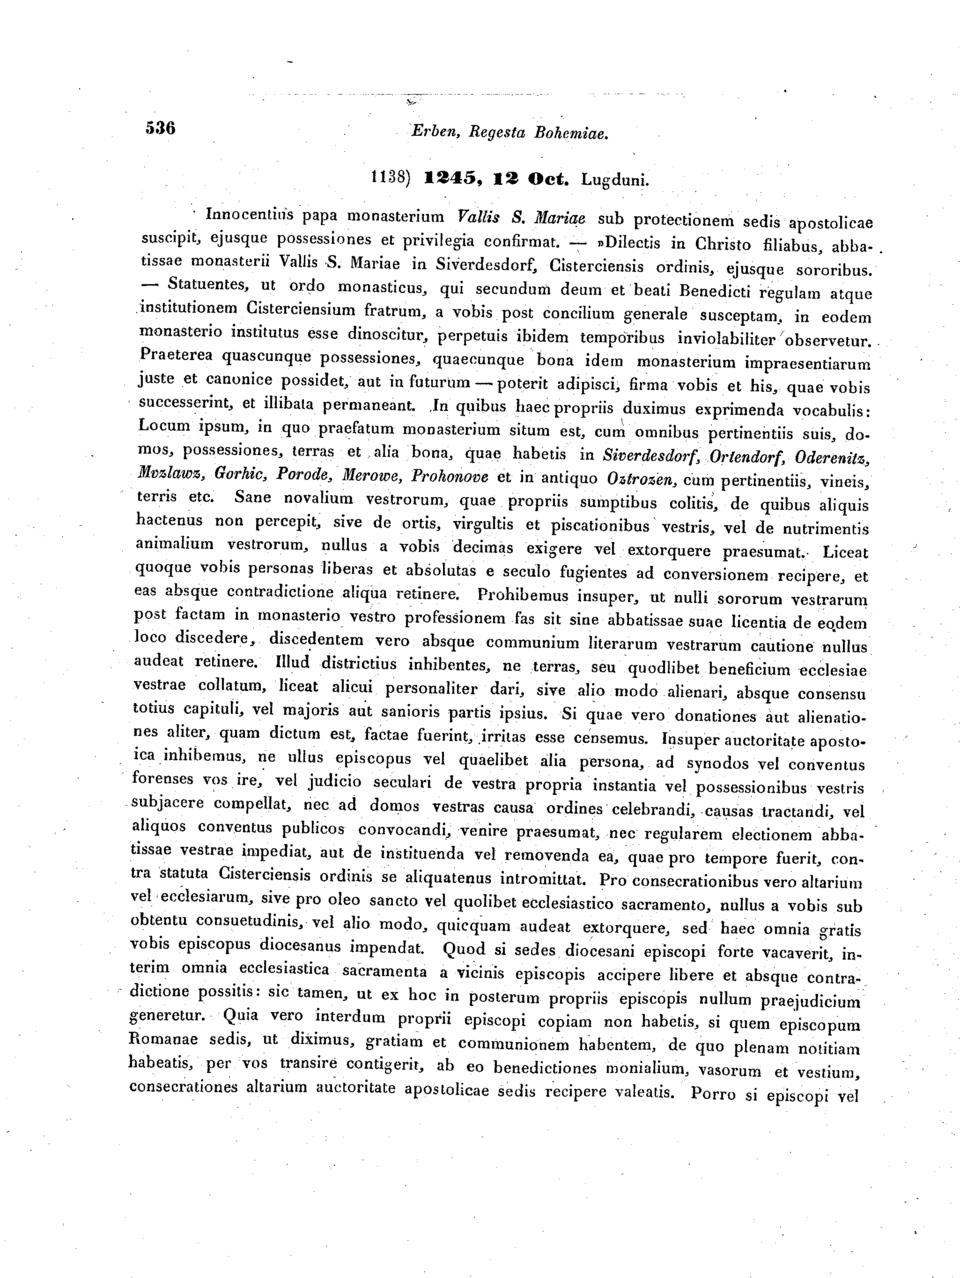 536
Erben, Regesta Bohemiae.
1138) 1245, 12 Oct. Lugduni.
Innocentius papa monasterium Vallis S. Mariae sub protectionem sedis apostolicae
suscipit, ejusque possessiones et privilegia confirmat. — »Dilectis in Christo filiabus, abba-
tissae monasterii Vallis S. Mariae in Siverdesdorf, Cisterciensis ordinis, ejusque sororibus.
— Statuentes, ut ordo monasticus, qui secundum deum et beati Benedicti regulam atque
institutionem Cisterciensium fratrum, a vobis post concilium generale susceptam, in eodem
monasterio institutus esse dinoscitur, perpetuis ibidem temporibus inviolabiliter observetur.
Praeterea quascunque possessiones, quaecunque bona idem monasterium impraesentiarum
juste et canonice possidet, aut in futurum — poterit adipisci, firma vobis et his, quae vobis
successerint, et illibata permaneant. In quibus haec propriis duximus exprimenda vocabulis:
Locum ipsum, in quo praefatum monasterium situm est, cum omnibus pertinentiis suis, do-
mos, possessiones, terras et alia bona, quae habetis in Siverdesdorf, Ortendorf, Oderenitz,
Mozlawz, Gorhic, Porode, Merowe, Prohonove et in antiquo Oztrozen, cum pertinentiis, vineis,
terris etc. Sane novalium vestrorum, quae propriis sumptibus colitis, de quibus aliquis
hactenus non percepit, sive de ortis, virgultis et piscationibus vestris, vel de nutrimentis
animalium vestrorum, nullus a vobis decimas exigere vel extorquere praesumat. Liceat
quoque vobis personas liberas et absolutas e seculo fugientes ad conversionem recipere, et
eas absque contradictione aliqua retinere. Prohibemus insuper, ut nulli sororum vestrarum
post factam in monasterio vestro professionem fas sit sine abbatissae suae licentia de eodem
loco discedere, discedentem vero absque communium literarum vestrarum cautione nullus
audeat retinere. Illud districtius inhibentes, ne terras, seu quodlibet beneficium ecclesiae
vestrae collatum, liceat alicui personaliter dari, sive alio modo alienari, absque consensu
totius capituli, vel majoris aut sanioris partis ipsius. Si quae vero donationes aut alienatio-
nes aliter, quam dictum est, factae fuerint, irritas esse censemus. Insuper auctoritate aposto-
ica inhibemus, ne ullus episcopus vel quaelibet alia persona, ad synodos vel conventus
forenses vos ire, vel judicio seculari de vestra propria instantia vel possessionibus vestris
subjacere compellat, nec ad domos vestras causa ordines celebrandi, causas tractandi, vel
aliquos conventus publicos convocandi, venire praesumat, nec regularem electionem abba-
tissae vestrae impediat, aut de instituenda vel removenda ea, quae pro tempore fuerit, con-
tra statuta Cisterciensis ordinis se aliquatenus intromittat. Pro consecrationibus vero altarium
vel ecclesiarum, sive pro oleo sancto vel quolibet ecclesiastico sacramento, nullus a vobis sub
obtentu consuetudinis, vel alio modo, quicquam audeat extorquere, sed haec omnia gratis
vobis episcopus diocesanus impendat. Quod si sedes diocesani episcopi forte vacaverit, in-
terim omnia ecclesiastica sacramenta a vicinis episcopis accipere libere et absque contra-
dictione possitis: sic tamen, ut ex hoc in posterum propriis episcopis nullum praejudicium
generetur. Quia vero interdum proprii episcopi copiam non habetis, si quem episcopum
Romanae sedis, ut diximus, gratiam et communionem habentem, de quo plenam notitiam
habeatis, per vos transire contigerit, ab eo benedictiones monialium, vasorum et vestium,
consecrationes altarium auctoritate apostolicae sedis recipere valeatis. Porro si episcopi vel